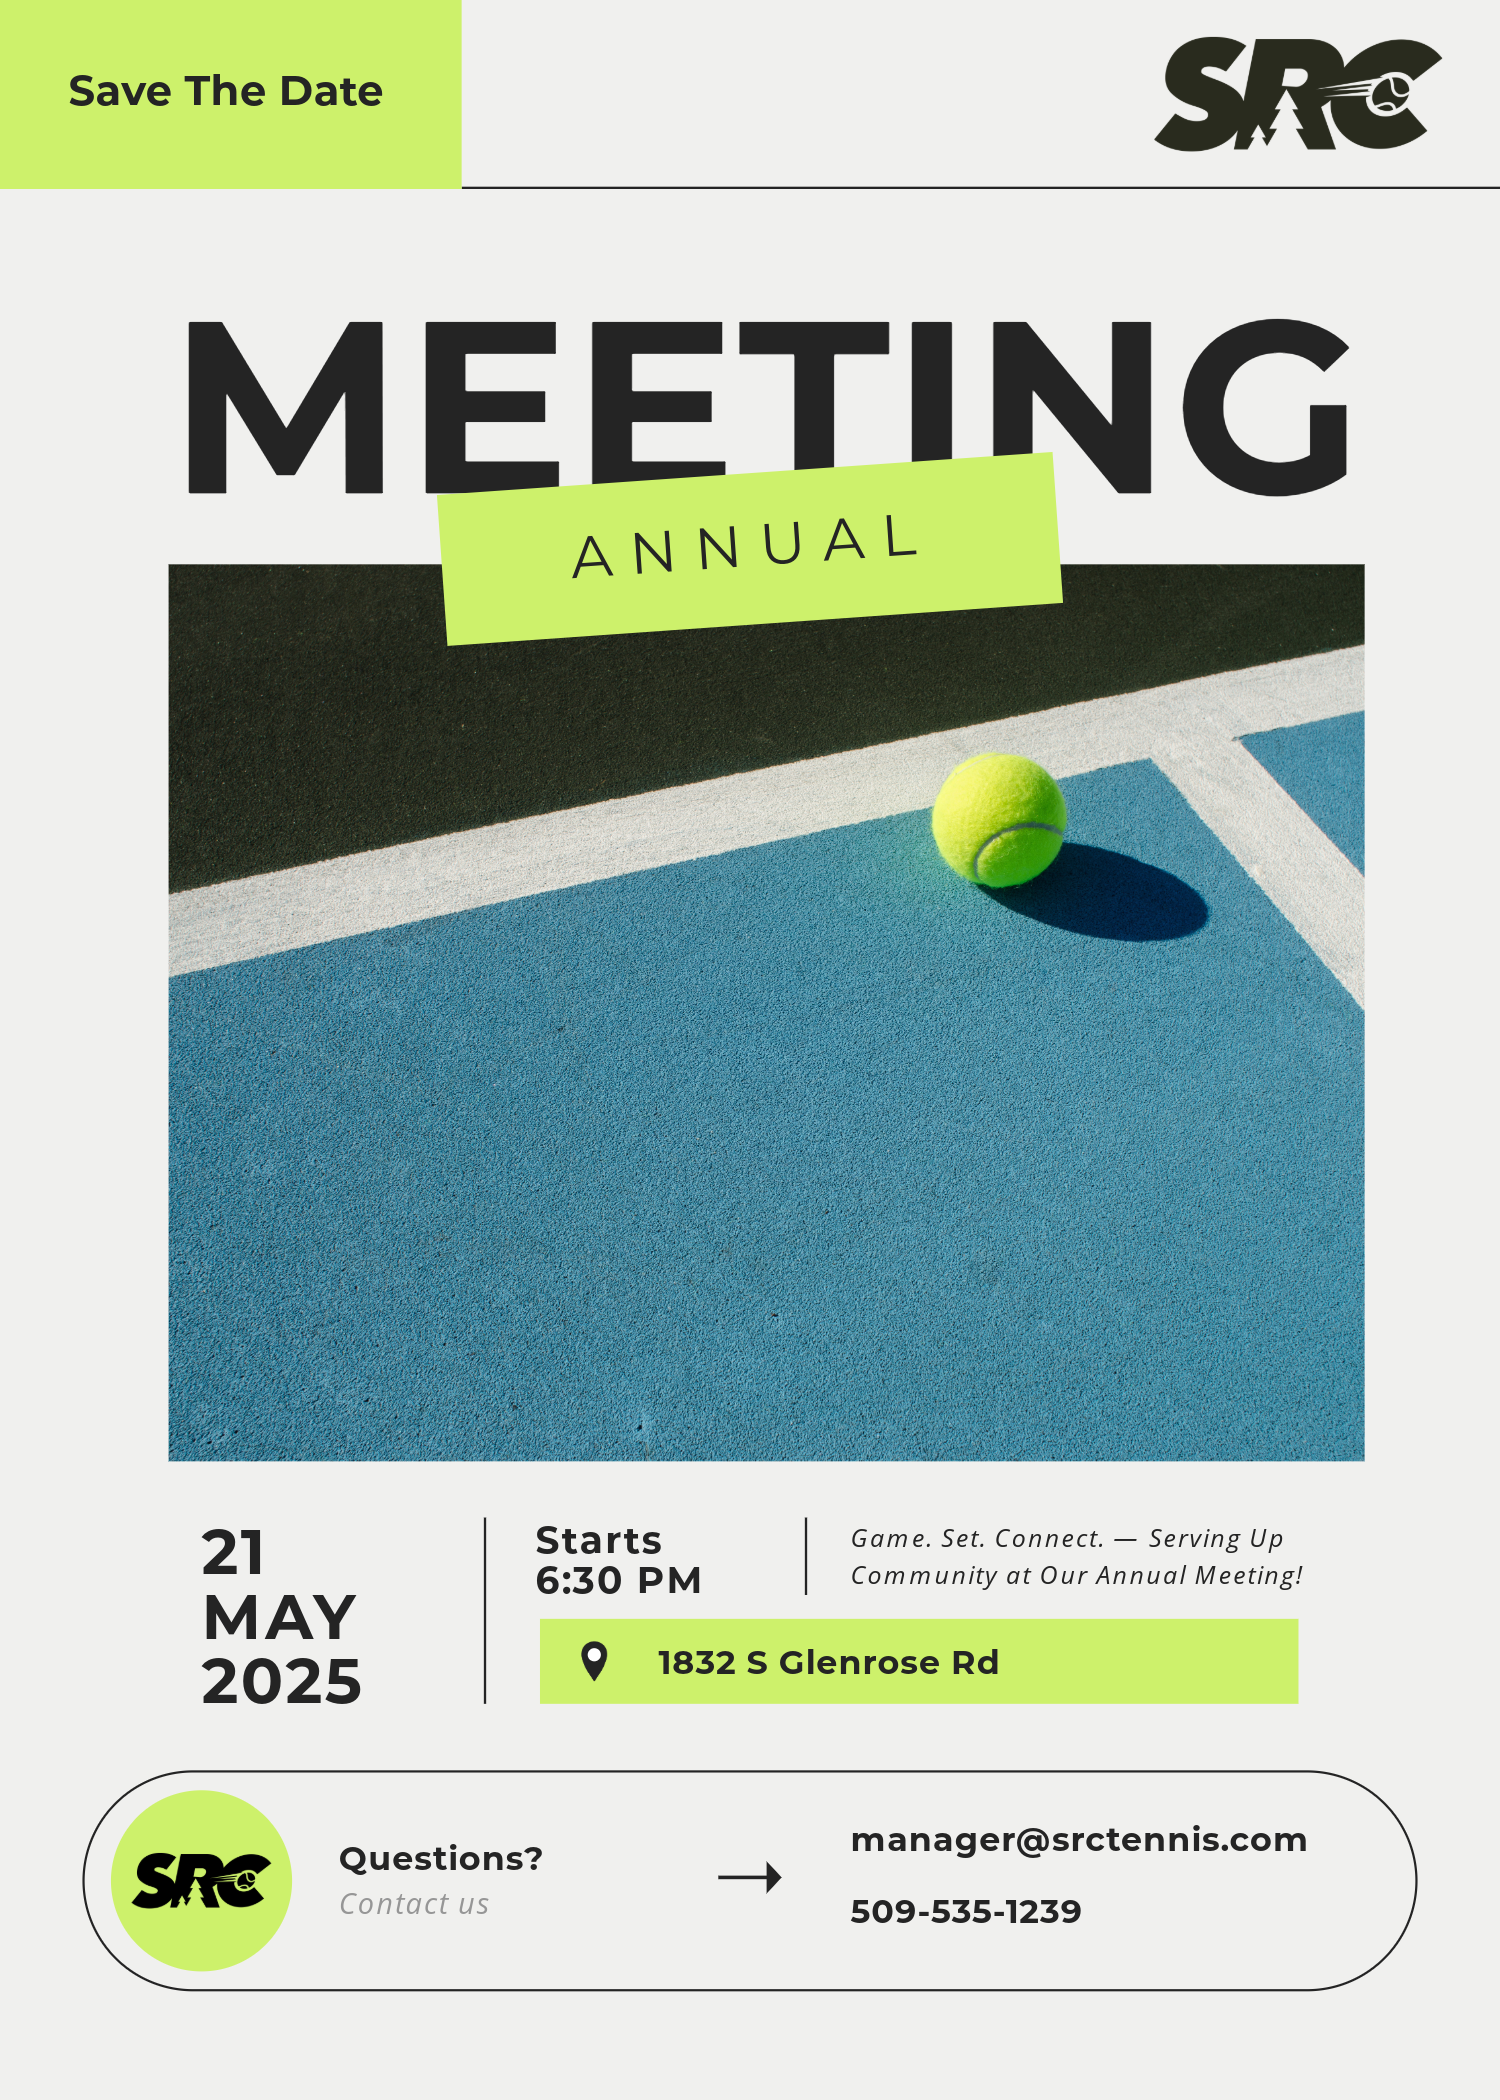 Save The Date
SRC
MEETING
ANNUAL
21
MAY
2025
Starts
6:30 PM
Game. Set. Connect. — Serving Up
Community at Our Annual Meeting!
1832 S Glenrose Rd
SRC
Questions?
Contact us
manager@srctennis.com
509-535-1239